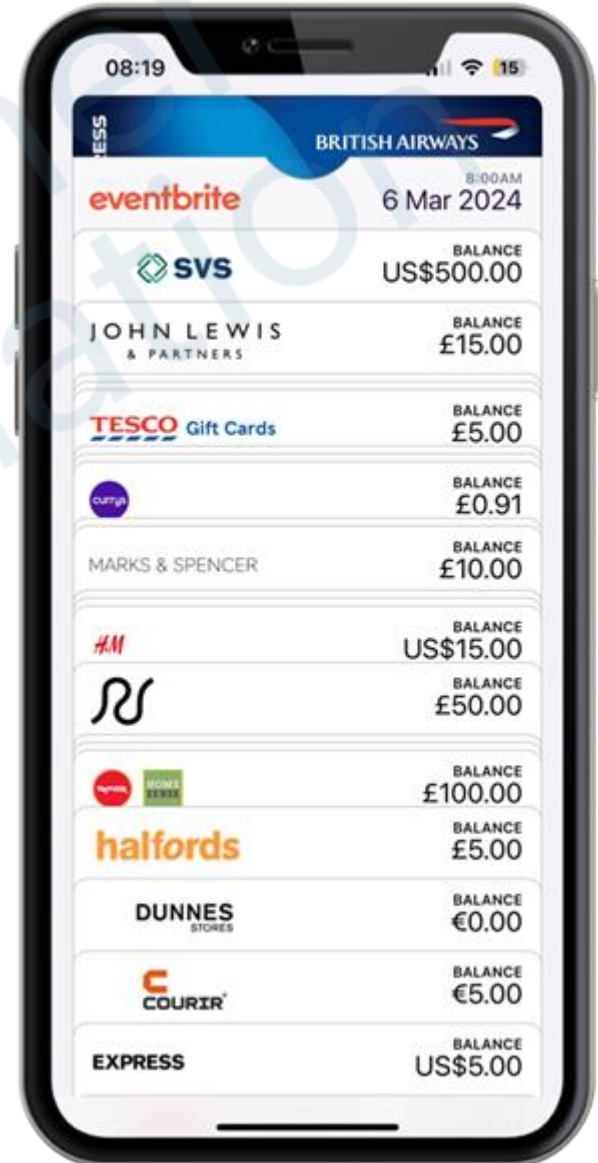 08:19 15
ESS
BRITISH AIRWAYS
8:00AM
eventbrite 6 Mar 2024
BALANCE
SVS US$500.00
BALANCE
JOHN LEWIS £15.00
& PARTNERS
BALANCE
TESCO Gift Cards £5.00
BALANCE
currys £0.91
BALANCE
MARKS & SPENCER £10.00
BALANCE
H&M US$15.00
BALANCE
£50.00
BALANCE
HOME £100.00
SENSE
BALANCE
halfords £5.00
BALANCE
DUNNES €0.00
STORES
BALANCE
COURIR €5.00
BALANCE
EXPRESS US$5.00